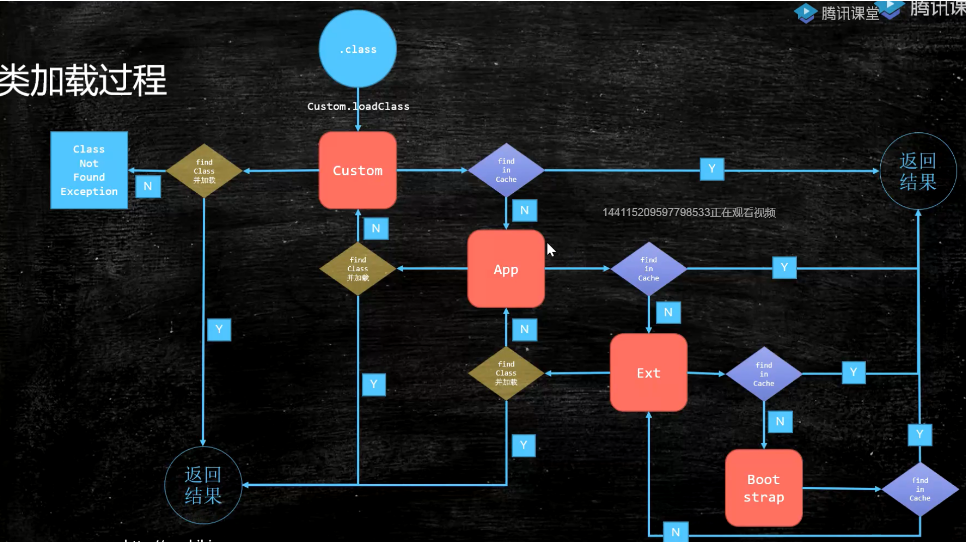 腾讯课堂
腾讯课
类加载过程
.class
Custom.loadClass
Class
Not
Found
Exception
N
find
Class
并加载
Custom
find
in
Cache
Y
返回
结果
N
N
144115209597798533正在观看视频
find
Class
并加载
App
find
in
Cache
Y
N
Y
N
find
Class
并加载
Ext
find
in
Cache
Y
Y
N
Y
Y
返回
结果
Boot
strap
find
in
Cache
N